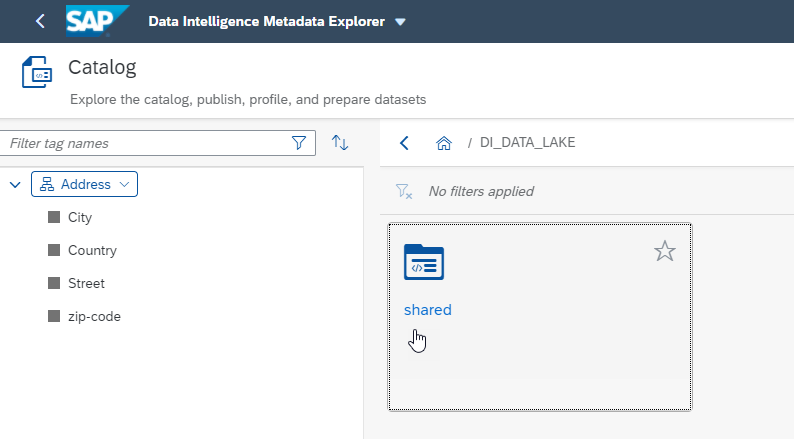 SAP Data Intelligence Metadata Explorer
Catalog
Explore the catalog, publish, profile, and prepare datasets
Filter tag names
/ DI_DATA_LAKE
Address
No filters applied
City
Country
Street
zip-code
shared